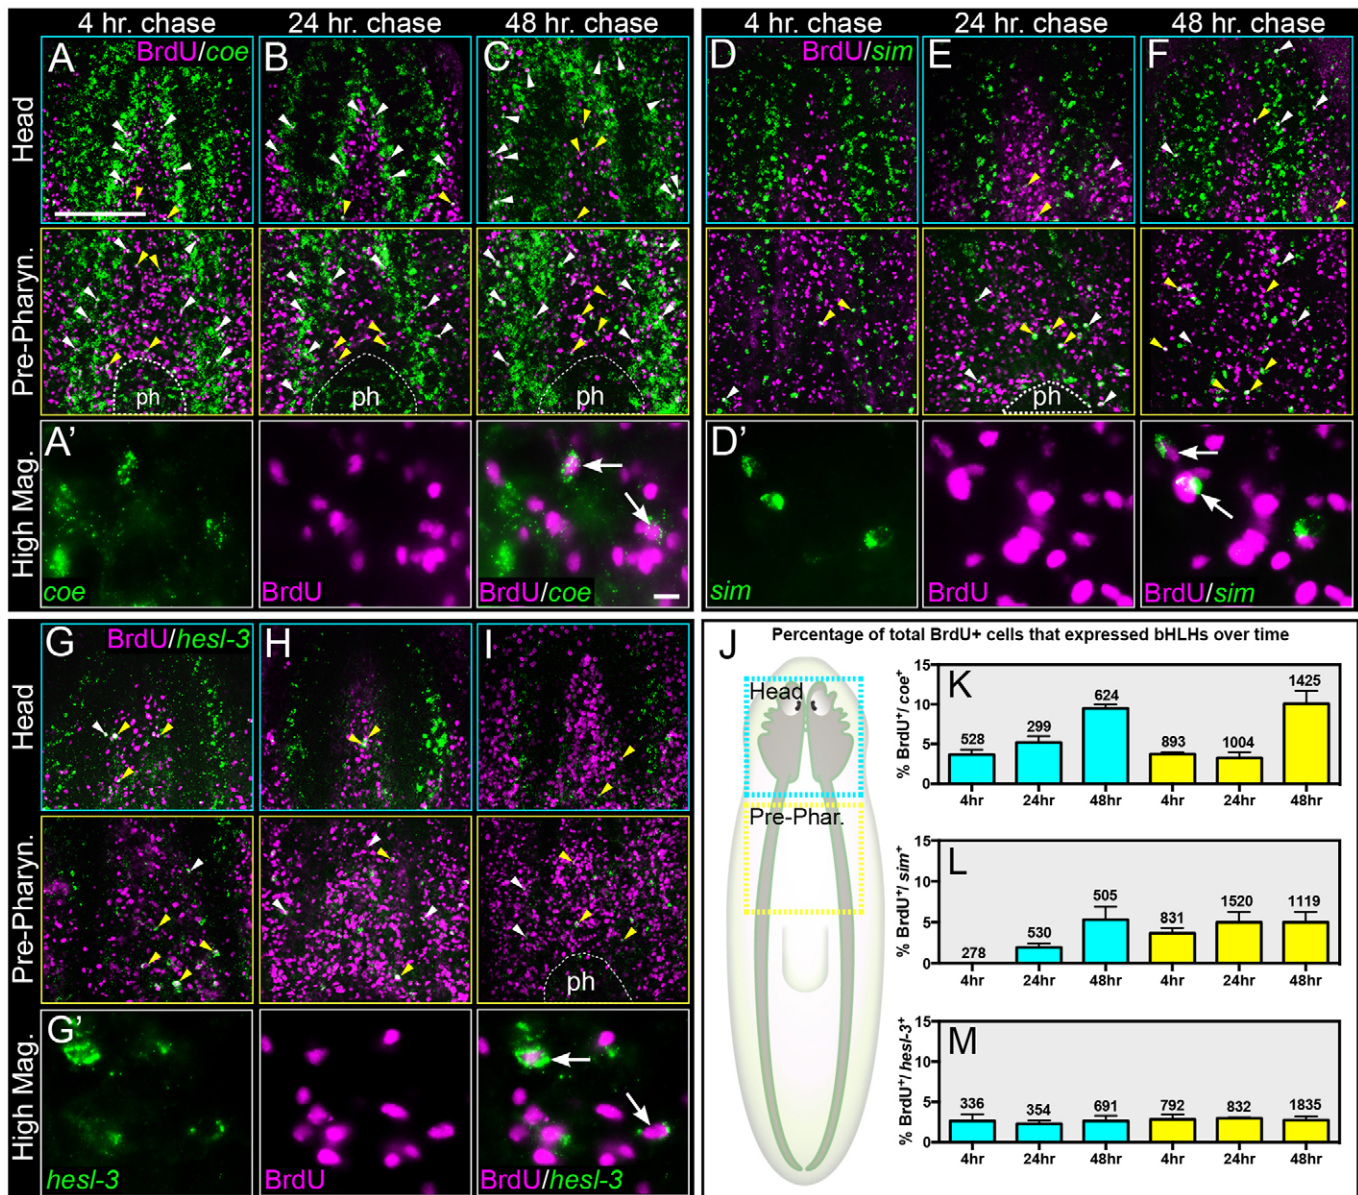 4 hr. chase 24 hr. chase 48 hr. chase
Head
A BrdU/coe B C
Pre-Pharyn.
ph ph ph
High Mag.
A'
coe BrdU BrdU/coe
4 hr. chase 24 hr. chase 48 hr. chase
D BrdU/sim E F
ph
D'
sim BrdU BrdU/sim
Head
G BrdU/hesl-3 H I
Pre-Pharyn.
ph
High Mag.
G'
hesl-3 BrdU BrdU/hesl-3
J Percentage of total BrdU+ cells that expressed bHLHs over time
Head
Pre-Phar.
K
% BrdU+/ coe+
15
10
5
0
528 299 624 893 1004 1425
4hr 24hr 48hr 4hr 24hr 48hr
L
% BrdU+/ sim+
15
10
5
0
278 530 505 831 1520 1119
4hr 24hr 48hr 4hr 24hr 48hr
M
% BrdU+/ hesl-3+
15
10
5
0
336 354 691 792 832 1835
4hr 24hr 48hr 4hr 24hr 48hr